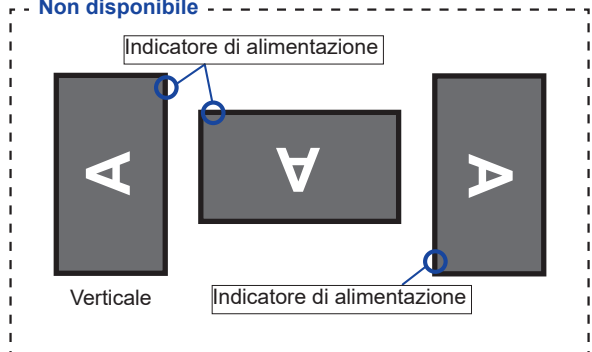 Non disponibile
Indicatore di alimentazione
A
A
A
Verticale
Indicatore di alimentazione